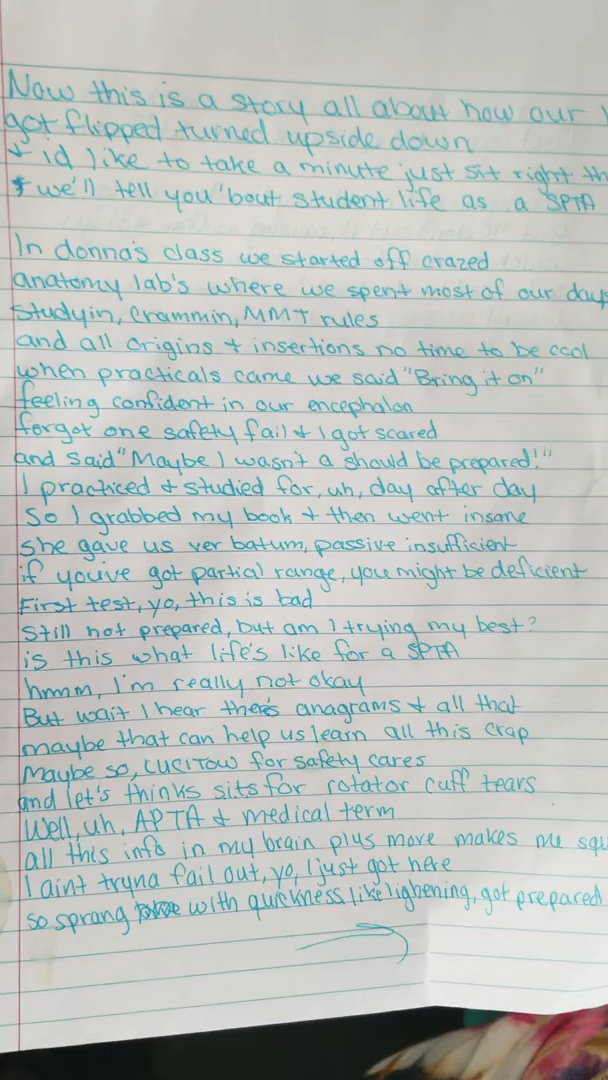 Now this is a story all about how our
got flipped turned upside down
+ id like to take a minute just sit right
+ we'll tell you 'bout student life as a SPTA
In donna's class we started off crazed
anatomy lab's where we spent most of our days
Studyin, Crammin, MMT rules
and all origins + insertions no time to be cool
when practicals came we said "Bring it on"
feeling confident in our encephalon
forgot one safety fail + I got scared
and said "Maybe I wasn't a should be prepared!"
I practiced + studied for, uh, day after day
So I grabbed my book + then went insane
She gave us ver batum, passive insufficient
if youve got partial range, you might be deficient
First test, yo, this is bad
Still not prepared, but am I trying my best?
is this what life's like for a SPTA
hmm, I'm really not okay
But wait I hear there's anagrams + all that
maybe that can help us learn all this crap
Maybe so, CUCITOW for safety cares
and let's thinks sits for rotator cuff tears
Well, uh, APTA + medical term
all this info in my brain plus more makes me
I aint tryna fail out, yo, I just got here
so sprang with quickness like ligbening, got prepared